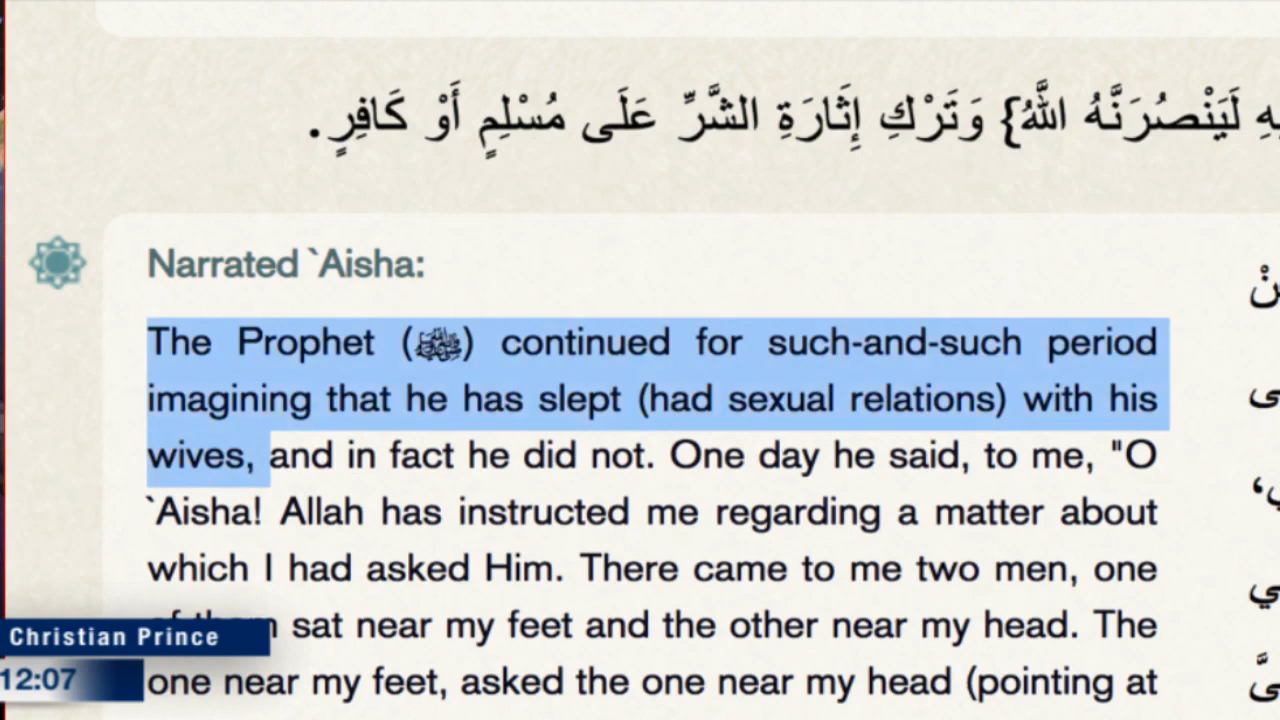 لَيَنْصُرَنَّهُ اللَّهُ} وَتَرْكِ إِثَارَةِ الشَّرِّ عَلَى مُسْلِمٍ أَوْ كَافِرٍ.
Narrated `Aisha:
The Prophet (ﷺ) continued for such-and-such period
imagining that he has slept (had sexual relations) with his
wives, and in fact he did not. One day he said, to me, "O
`Aisha! Allah has instructed me regarding a matter about
which I had asked Him. There came to me two men, one
sat near my feet and the other near my head. The
one near my feet, asked the one near my head (pointing at
Christian Prince
12:07